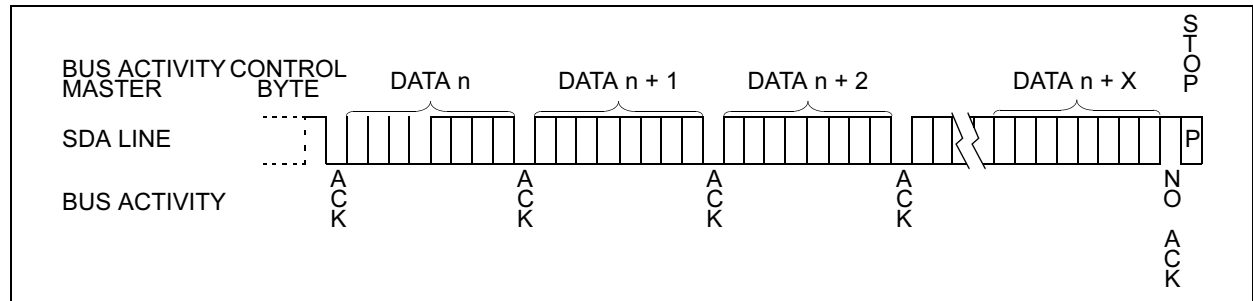 STOP
BUS ACTIVITY MASTER
CONTROL BYTE
DATA n
DATA n + 1
DATA n + 2
DATA n + X
SDA LINE
P
BUS ACTIVITY
ACK
ACK
ACK
ACK
NO ACK